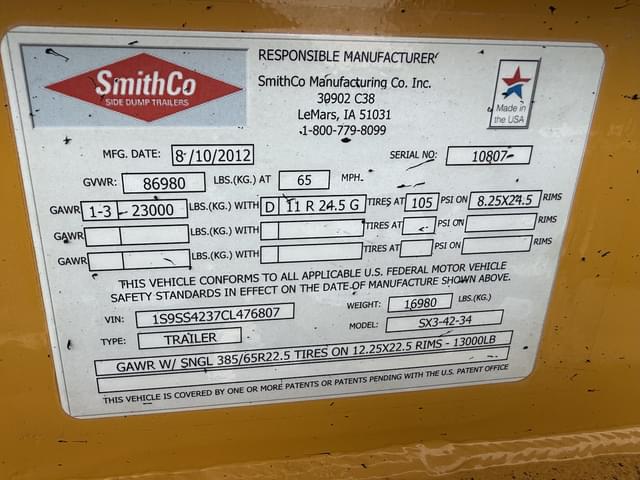 SmithCo
SIDE DUMP TRAILERS
RESPONSIBLE MANUFACTURER
SmithCo Manufacturing Co. Inc.
30902 C38
LeMars, IA 51031
1-800-779-8099
Made in
the USA
MFG. DATE: 8/10/2012 SERIAL NO: 10807
GVWR: 86980 LBS.(KG.) AT 65 MPH
GAWR 1-3 - 23000 LBS.(KG.) WITH D 11 R 24.5 G TIRES AT 105 PSI ON 8.25X24.5 RIMS
GAWR LBS.(KG.) WITH TIRES AT PSI ON RIMS
GAWR LBS.(KG.) WITH TIRES AT PSI ON RIMS
THIS VEHICLE CONFORMS TO ALL APPLICABLE U.S. FEDERAL MOTOR VEHICLE
SAFETY STANDARDS IN EFFECT ON THE DATE OF MANUFACTURE SHOWN ABOVE.
VIN: 1S9SS4237CL476807 WEIGHT: 16980 LBS.(KG.)
TYPE: TRAILER MODEL: SX3-42-34
GAWR W/ SNGL 385/65R22.5 TIRES ON 12.25X22.5 RIMS - 13000LB
THIS VEHICLE IS COVERED BY ONE OR MORE PATENTS OR PATENTS PENDING WITH THE U.S. PATENT OFFICE